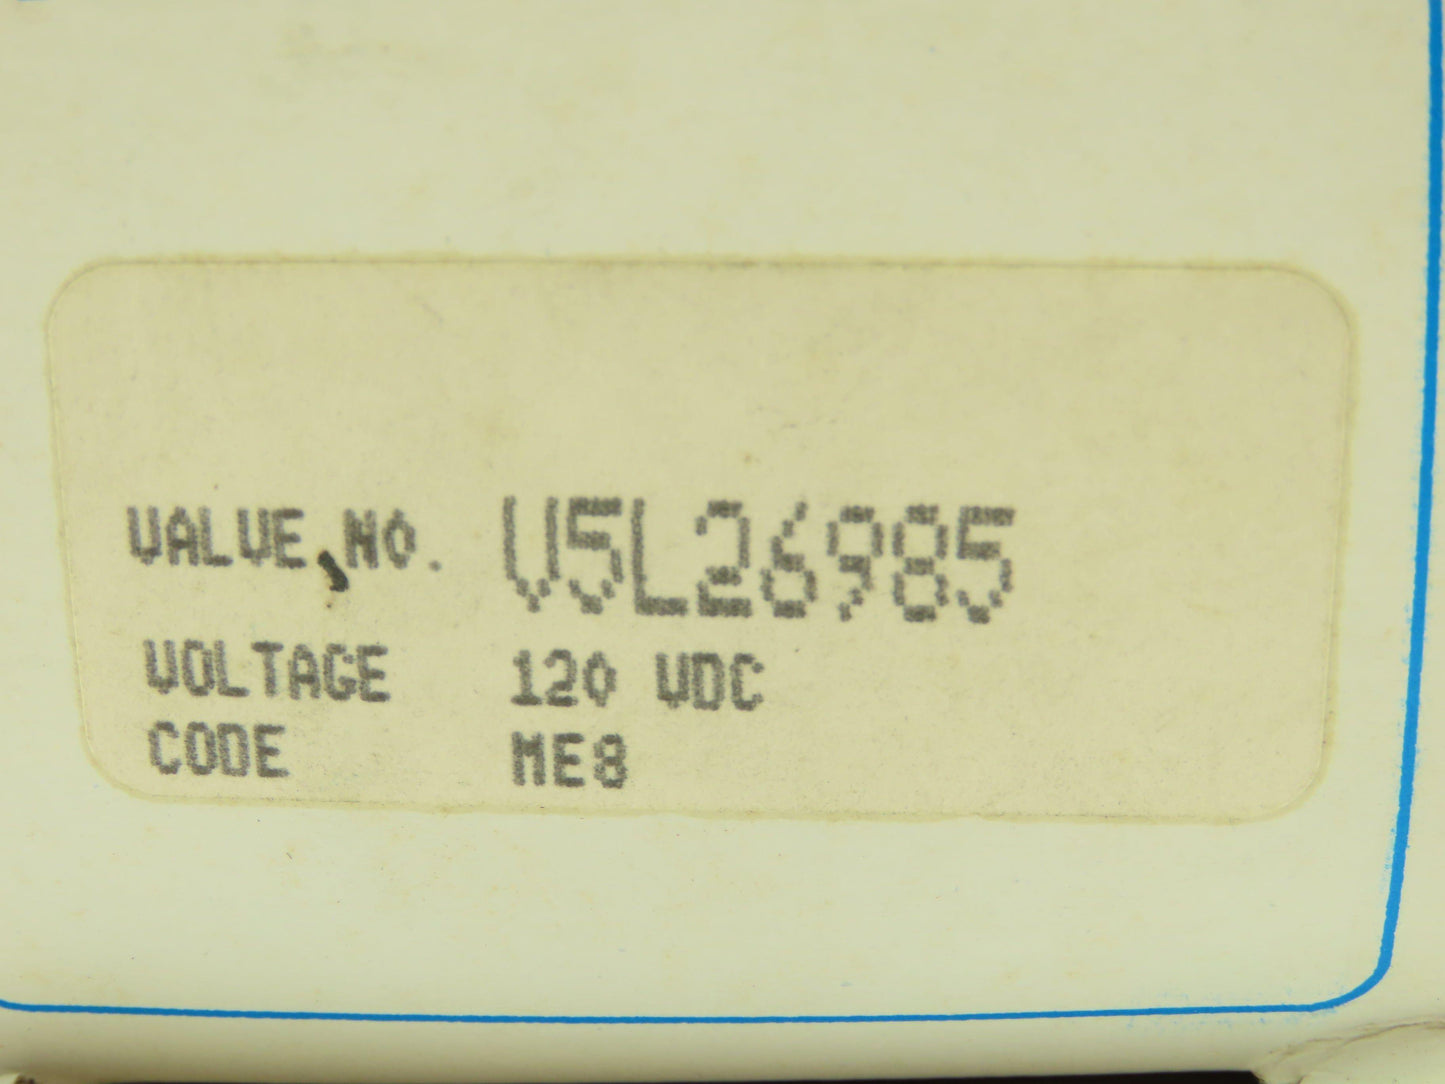 VALVE NO. V5L26985
VOLTAGE 120 VDC
CODE ME8